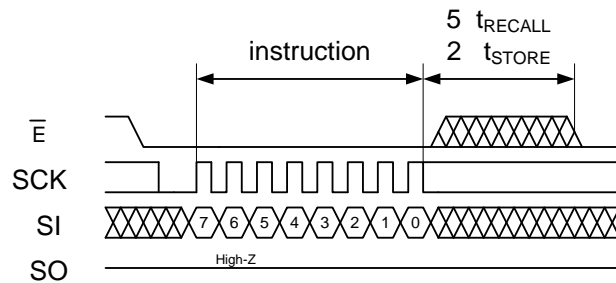 5 tRECALL
instruction 2 tSTORE
E
SCK
SI 7 6 5 4 3 2 1 0
High-Z
SO